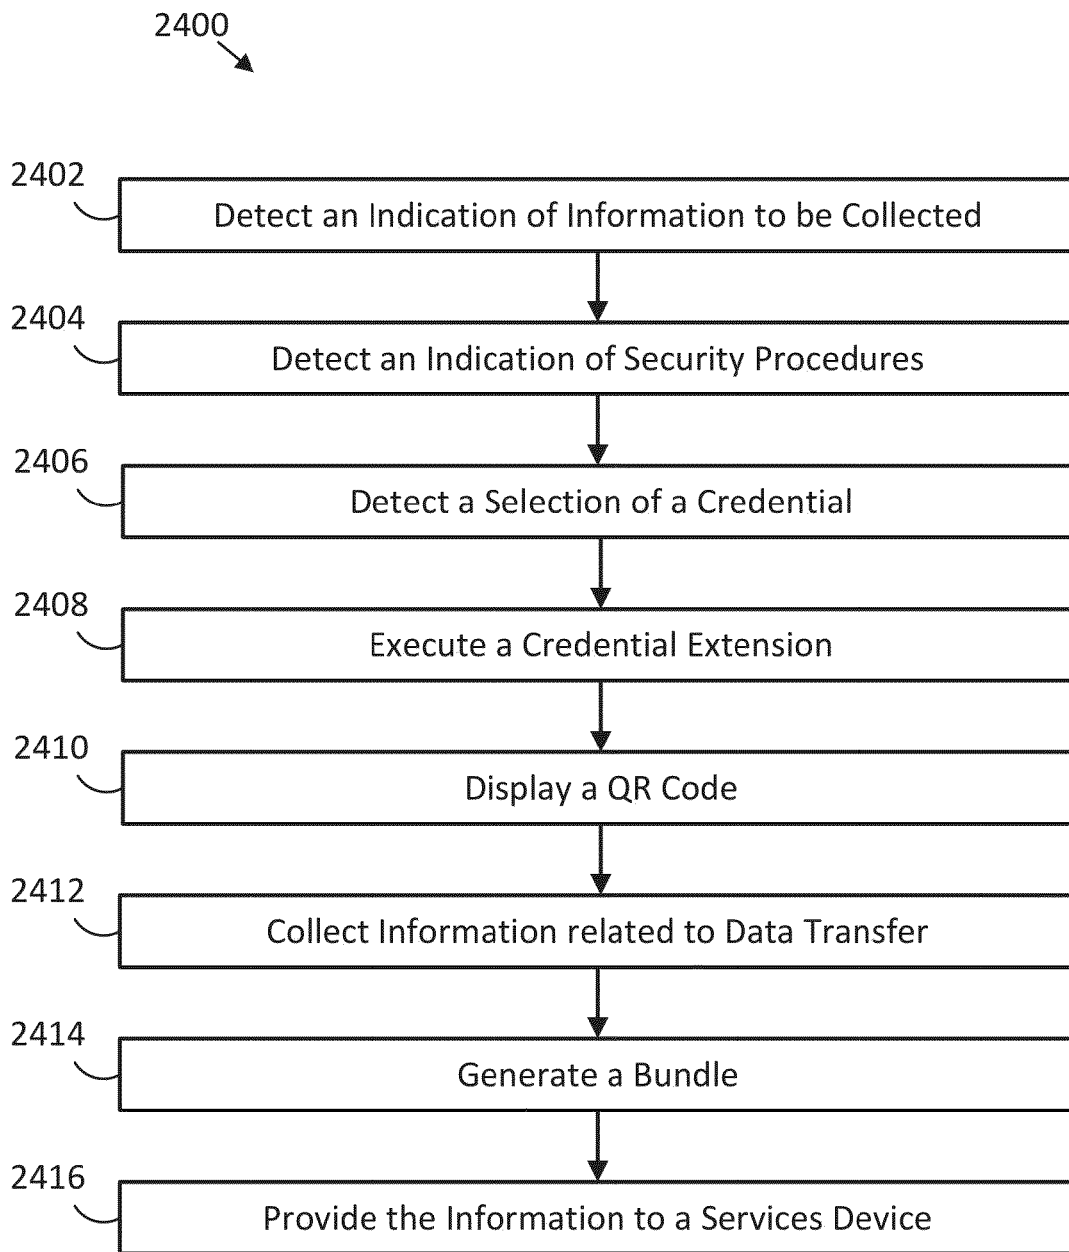 2400
2402
Detect an Indication of Information to be Collected
2404
Detect an Indication of Security Procedures
2406
Detect a Selection of a Credential
2408
Execute a Credential Extension
2410
Display a QR Code
2412
Collect Information related to Data Transfer
2414
Generate a Bundle
2416
Provide the Information to a Services Device